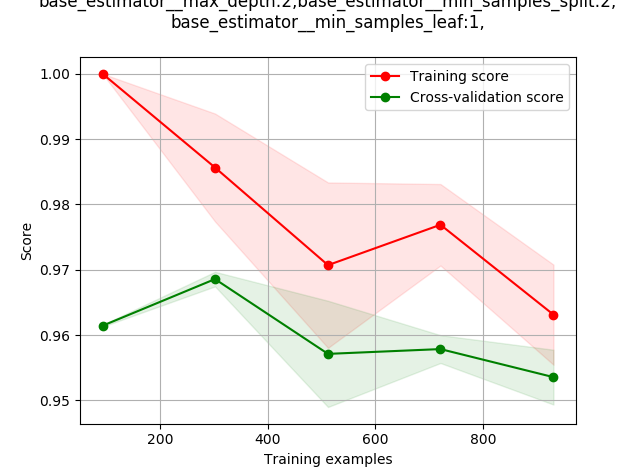 base_estimator__max_depth:2,base_estimator__min_samples_split:2,
base_estimator__min_samples_leaf:1,
Training score
Cross-validation score
1.00
0.99
0.98
0.97
0.96
0.95
Score
200
400
600
800
Training examples